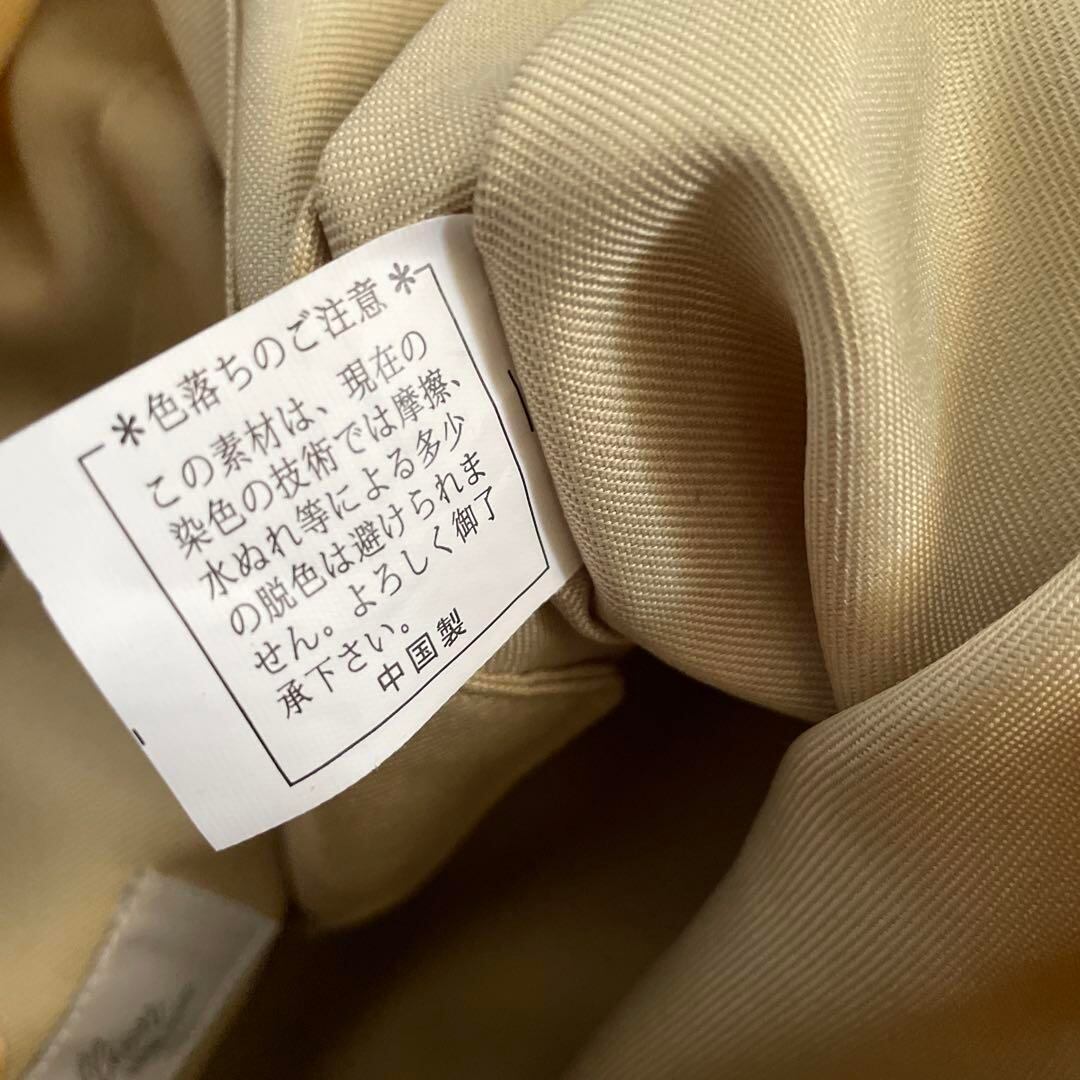 *色落ちのご注意*
この素材は、現在の
染色の技術では摩擦、
水ぬれ等による多少
の脱色は避けられま
せん。よろしく御了
承下さい。
中国製